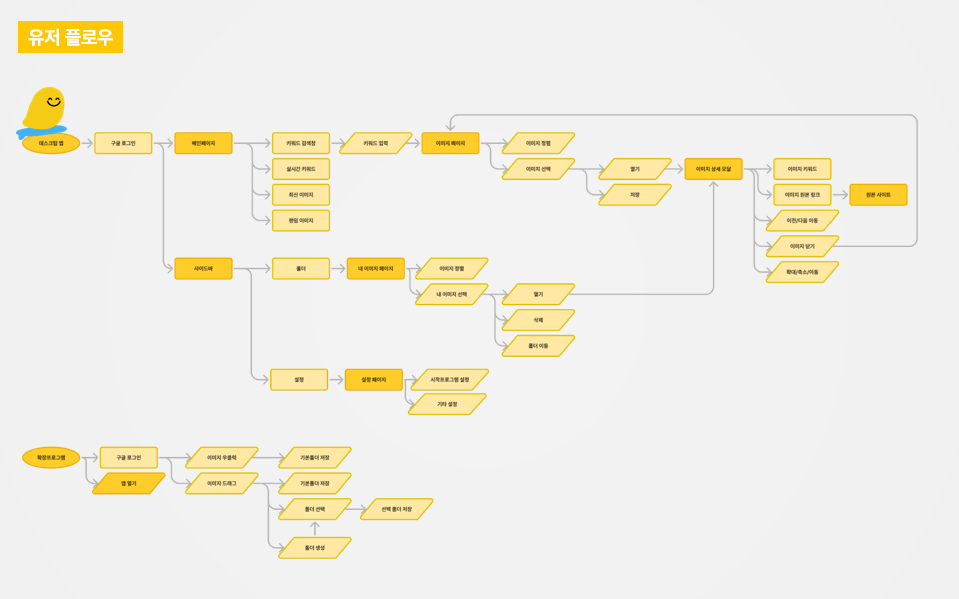 유저 플로우
데스크탑 앱
구글 로그인
메인페이지
키워드 검색창
키워드 입력
이미지 페이지
이미지 정렬
실시간 키워드
이미지 선택
열기
이미지 상세 모달
이미지 키워드
최신 이미지
저장
이미지 원본 링크
원본 사이트
랜덤 이미지
이전/다음 이동
이미지 닫기
확대/축소/이동
사이드바
폴더
내 이미지 페이지
이미지 정렬
내 이미지 선택
열기
삭제
폴더 이동
설정
설정 페이지
시작프로그램 설정
기타 설정
확장프로그램
구글 로그인
이미지 우클릭
기본폴더 저장
앱 열기
이미지 드래그
기본폴더 저장
폴더 선택
선택 폴더 저장
폴더 생성